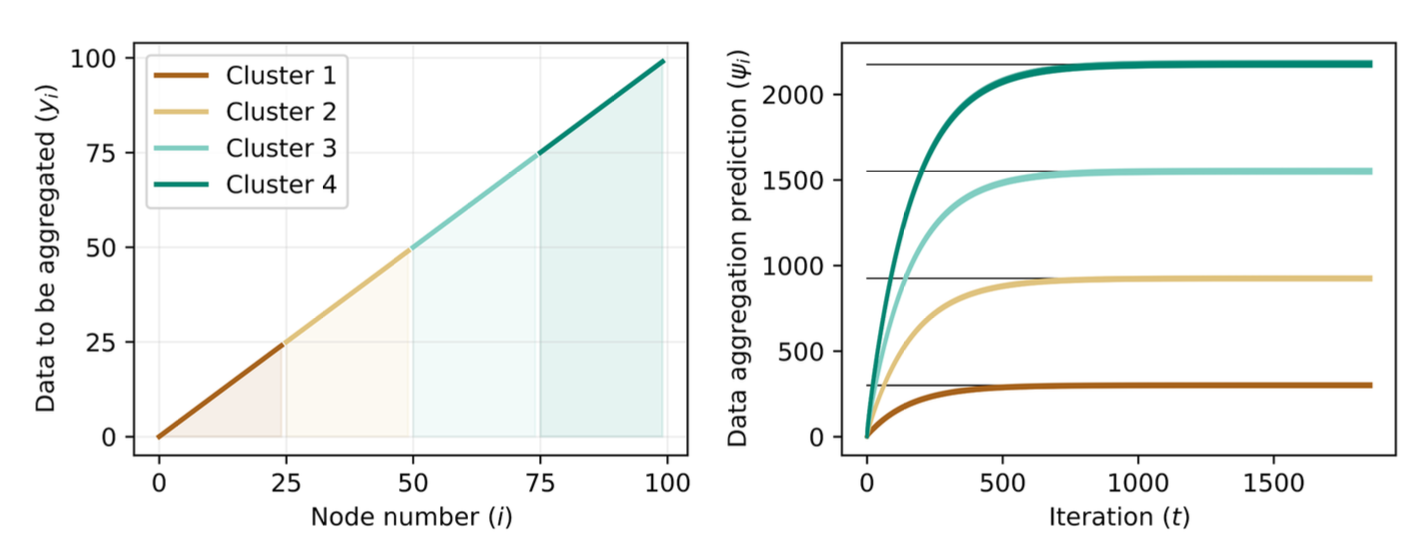 Data to be aggregated (yᵢ)
100
75
50
25
0
Cluster 1
Cluster 2
Cluster 3
Cluster 4
0 25 50 75 100
Node number (i)
Data aggregation prediction (ψᵢ)
2000
1500
1000
500
0
0 500 1000 1500
Iteration (t)